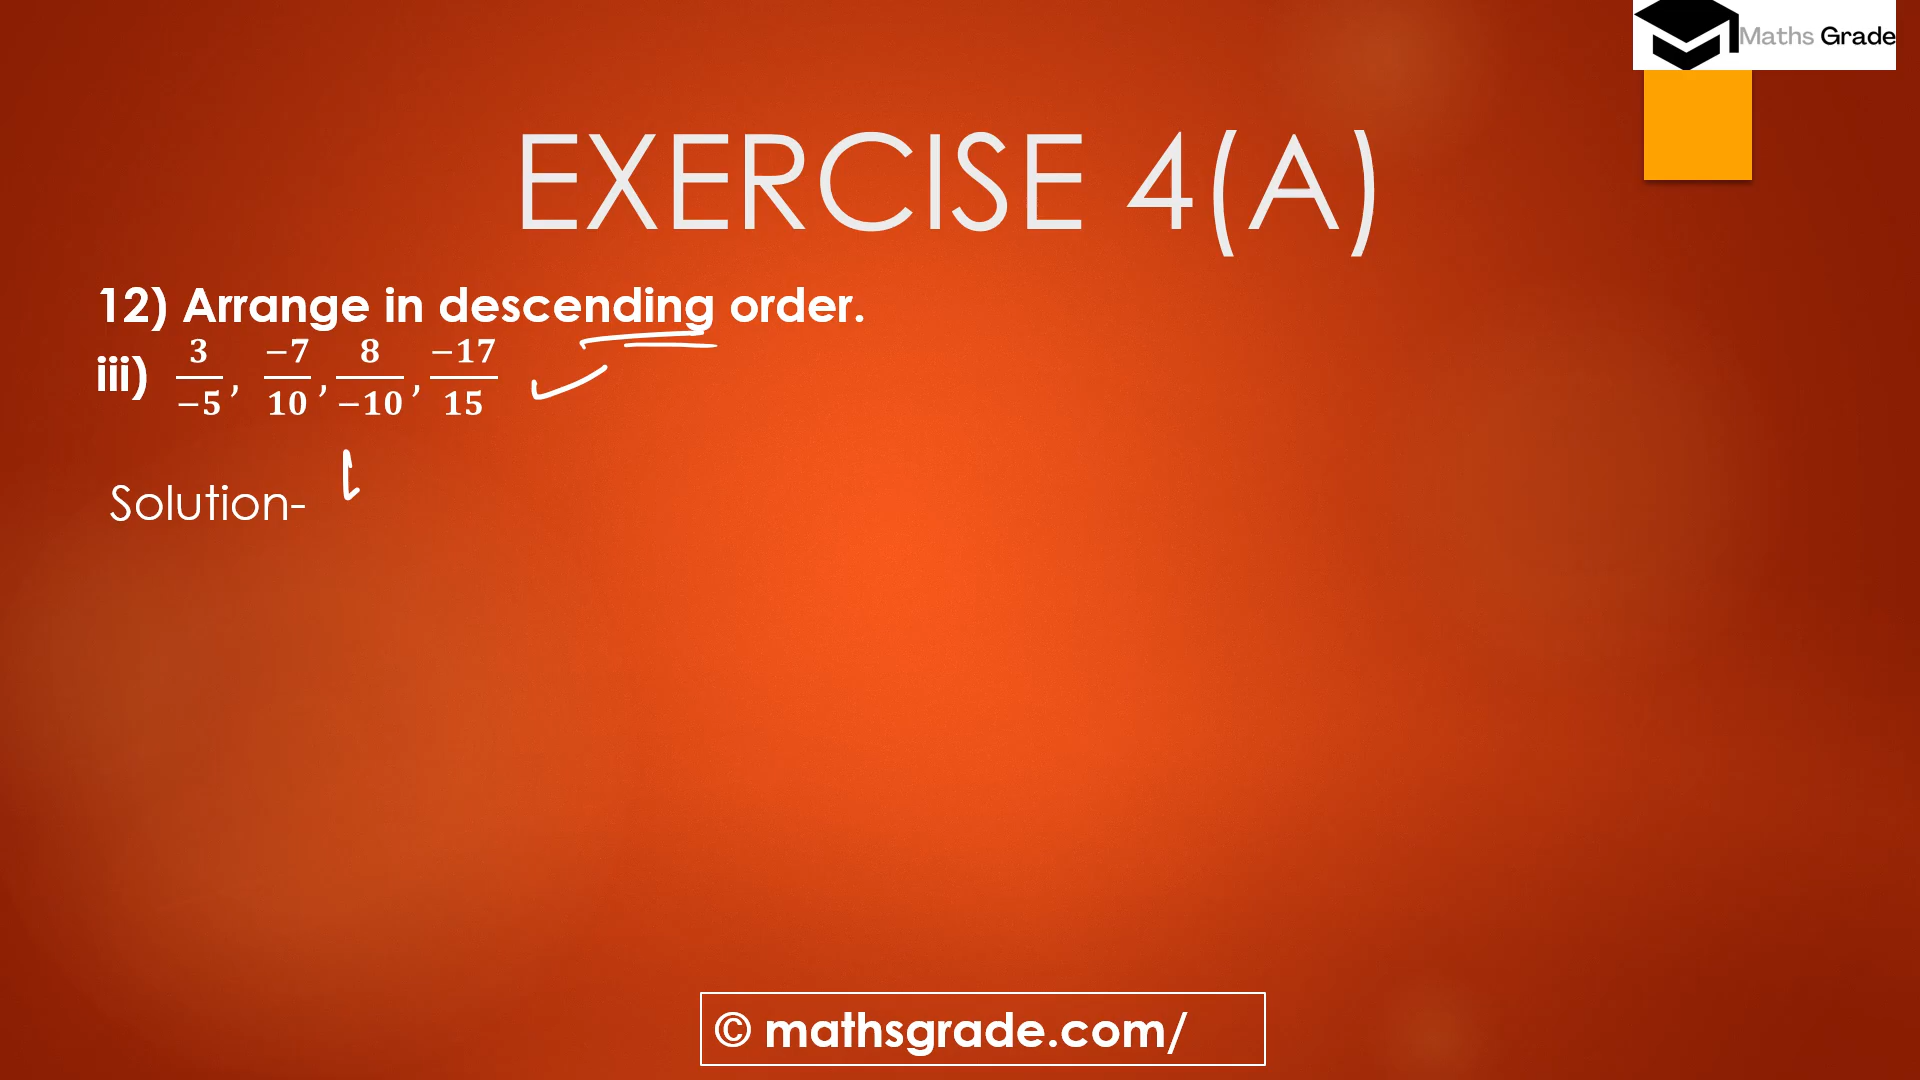 Maths Grade
EXERCISE 4(A)
12) Arrange in descending order.
iii) 3/−5, −7/10, 8/−10, −17/15
Solution-
© mathsgrade.com/